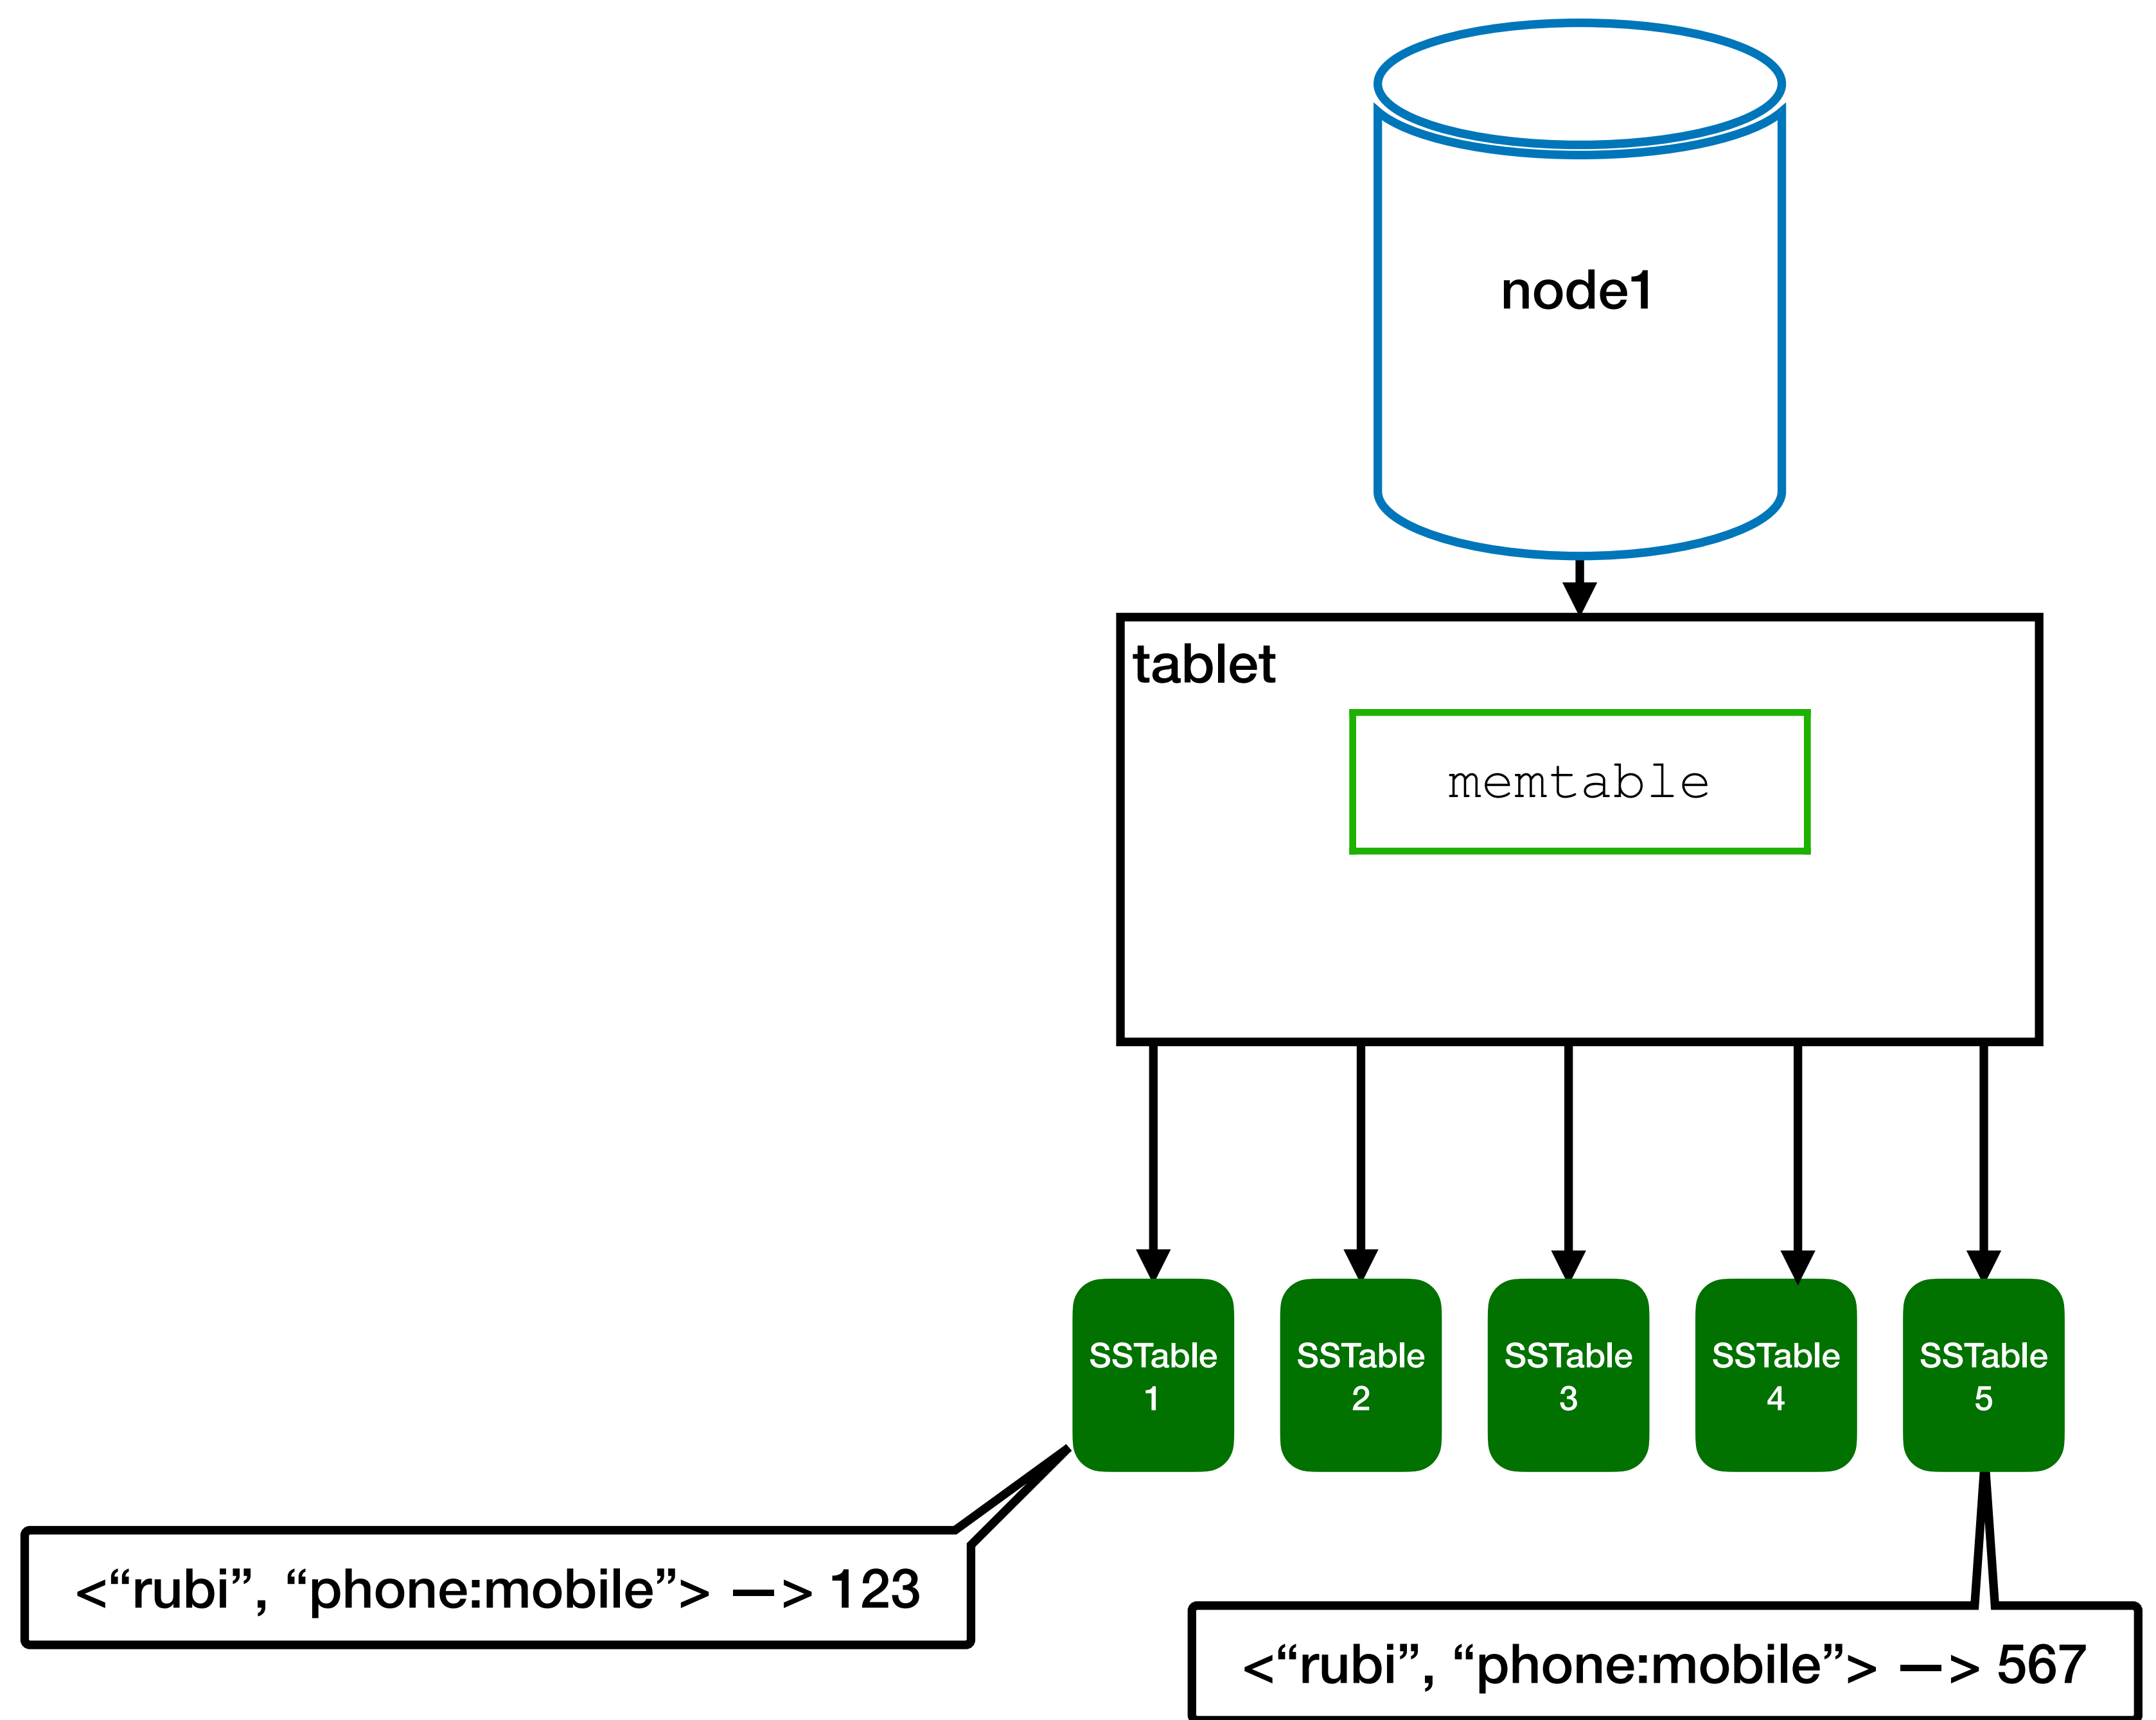 node1
tablet
memtable
SSTable
1
SSTable
2
SSTable
3
SSTable
4
SSTable
5
<“rubi”, “phone:mobile”> —> 123
<“rubi”, “phone:mobile”> —> 567